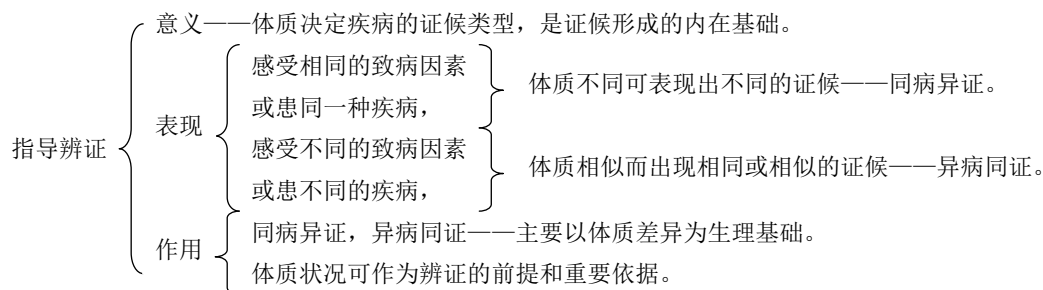 意义——体质决定疾病的证候类型，是证候形成的内在基础。
感受相同的致病因素
或患同一种疾病，
体质不同可表现出不同的证候——同病异证。
指导辨证
表现
感受不同的致病因素
或患不同的疾病，
体质相似而出现相同或相似的证候——异病同证。
作用
同病异证，异病同证——主要以体质差异为生理基础。
体质状况可作为辨证的前提和重要依据。